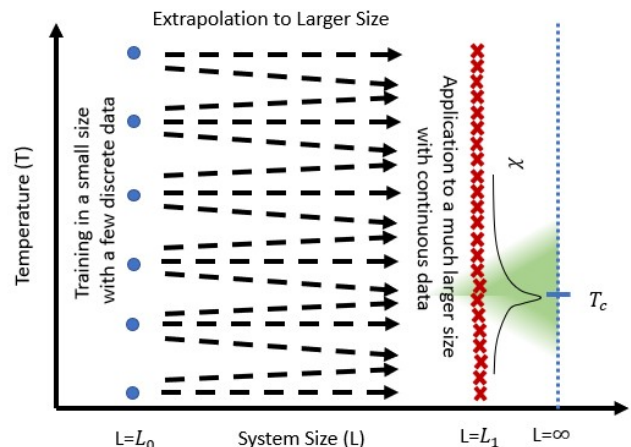 Extrapolation to Larger Size
Temperature (T)
Training in a small size
with a few discrete data
Application to a much larger size
with continuous data
χ
T_c
L=L_0
System Size (L)
L=L_1
L=∞